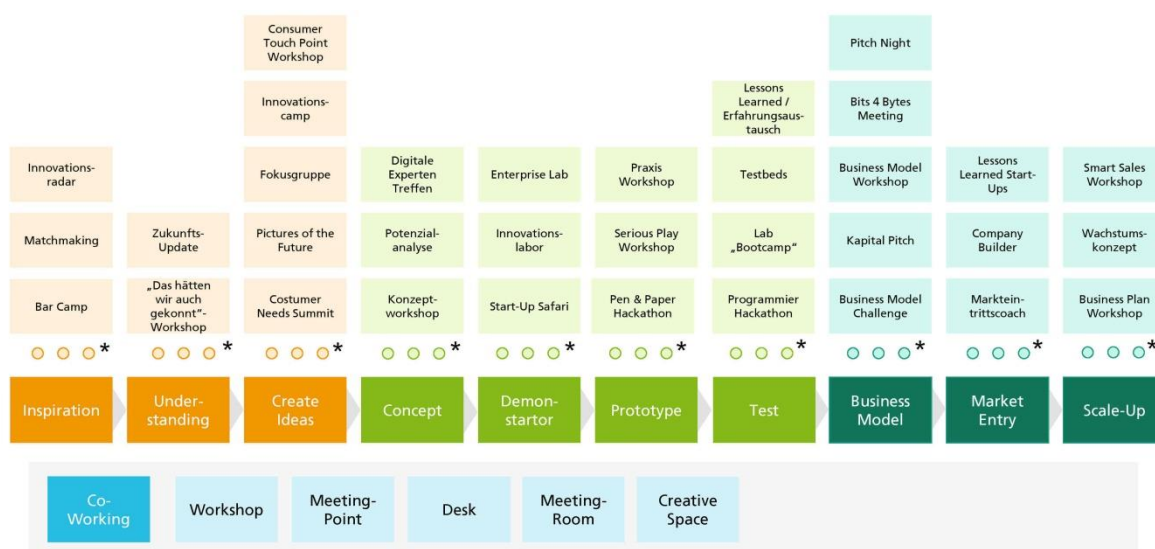 Consumer
Touch Point
Workshop
Pitch Night
Innovations-
camp
Lessons
Learned /
Erfahrungsaus-
tausch
Bits 4 Bytes
Meeting
Innovations-
radar
Fokusgruppe
Digitale
Experten
Treffen
Enterprise Lab
Praxis
Workshop
Testbeds
Business Model
Workshop
Lessons
Learned Start-
Ups
Smart Sales
Workshop
Matchmaking
Zukunfts-
Update
Pictures of the
Future
Potenzial-
analyse
Innovations-
labor
Serious Play
Workshop
Lab
„Bootcamp“
Kapital Pitch
Company
Builder
Wachstums-
konzept
Bar Camp
„Das hätten
wir auch
gekonnt“-
Workshop
Costumer
Needs Summit
Konzept-
workshop
Start-Up Safari
Pen & Paper
Hackathon
Programmier
Hackathon
Business Model
Challenge
Marktein-
trittscoach
Business Plan
Workshop
* * * * * * * * * *
Inspiration
Under-
standing
Create
Ideas
Concept
Demon-
startor
Prototype
Test
Business
Model
Market
Entry
Scale-Up
Co-
Working
Workshop
Meeting-
Point
Desk
Meeting-
Room
Creative
Space